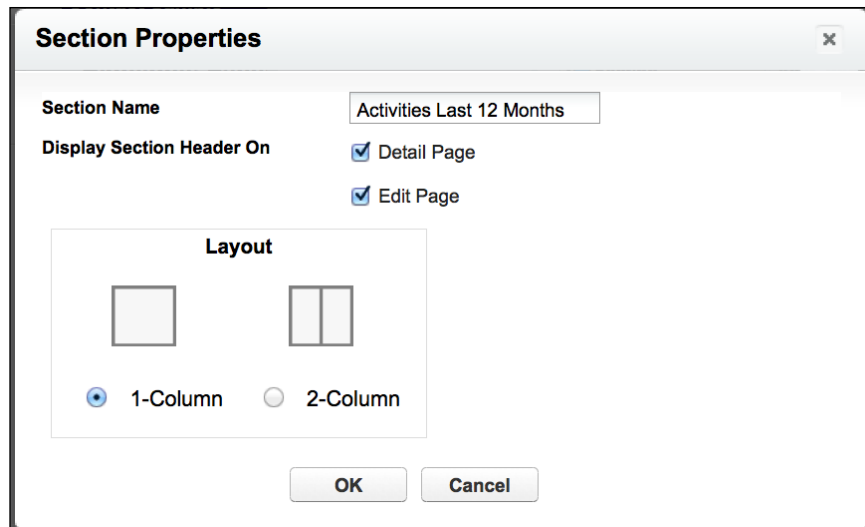 Section Properties
Section Name
Activities Last 12 Months
Display Section Header On
Detail Page
Edit Page
Layout
1-Column
2-Column
OK
Cancel